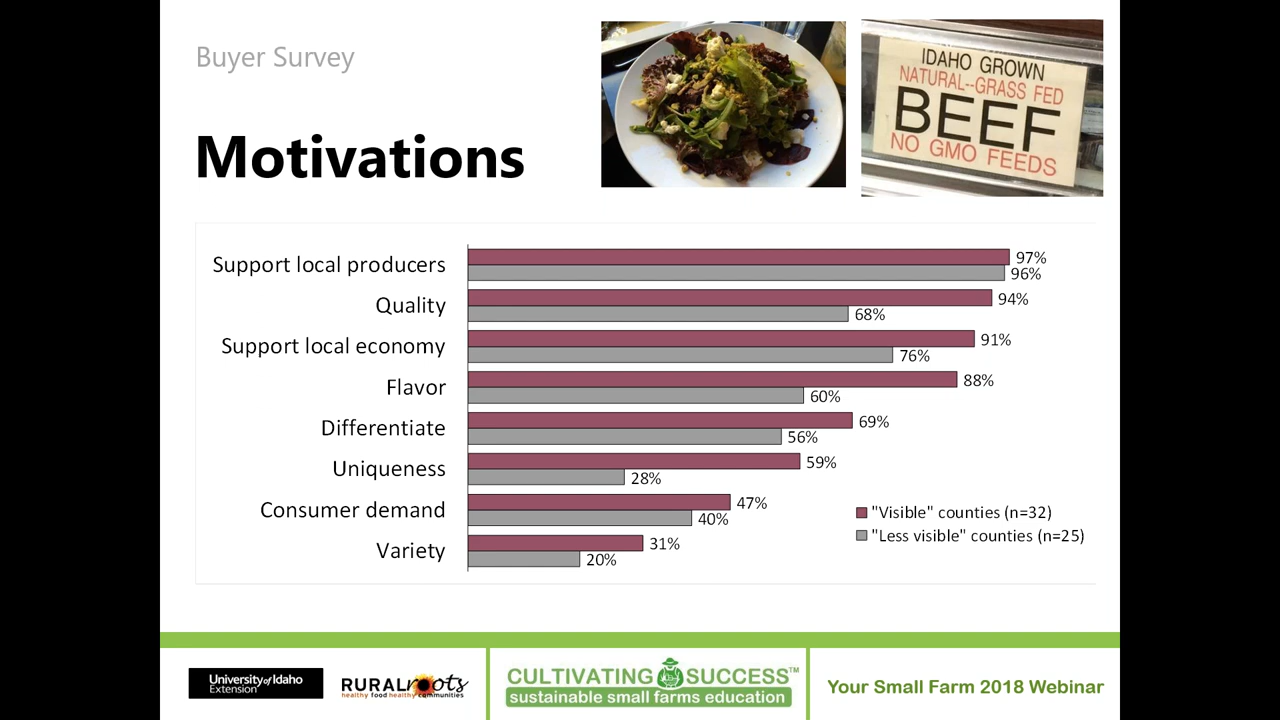 Buyer Survey
Motivations
IDAHO GROWN
NATURAL--GRASS FED
BEEF
NO GMO FEEDS
Support local producers
97%
96%
Quality
94%
68%
Support local economy
91%
76%
Flavor
88%
60%
Differentiate
69%
56%
Uniqueness
59%
28%
Consumer demand
47%
40%
Variety
31%
20%
"Visible" counties (n=32)
"Less visible" counties (n=25)
University of Idaho
Extension
RURALroots
healthy food healthy communities
CULTIVATING SUCCESS™
sustainable small farms education
Your Small Farm 2018 Webinar